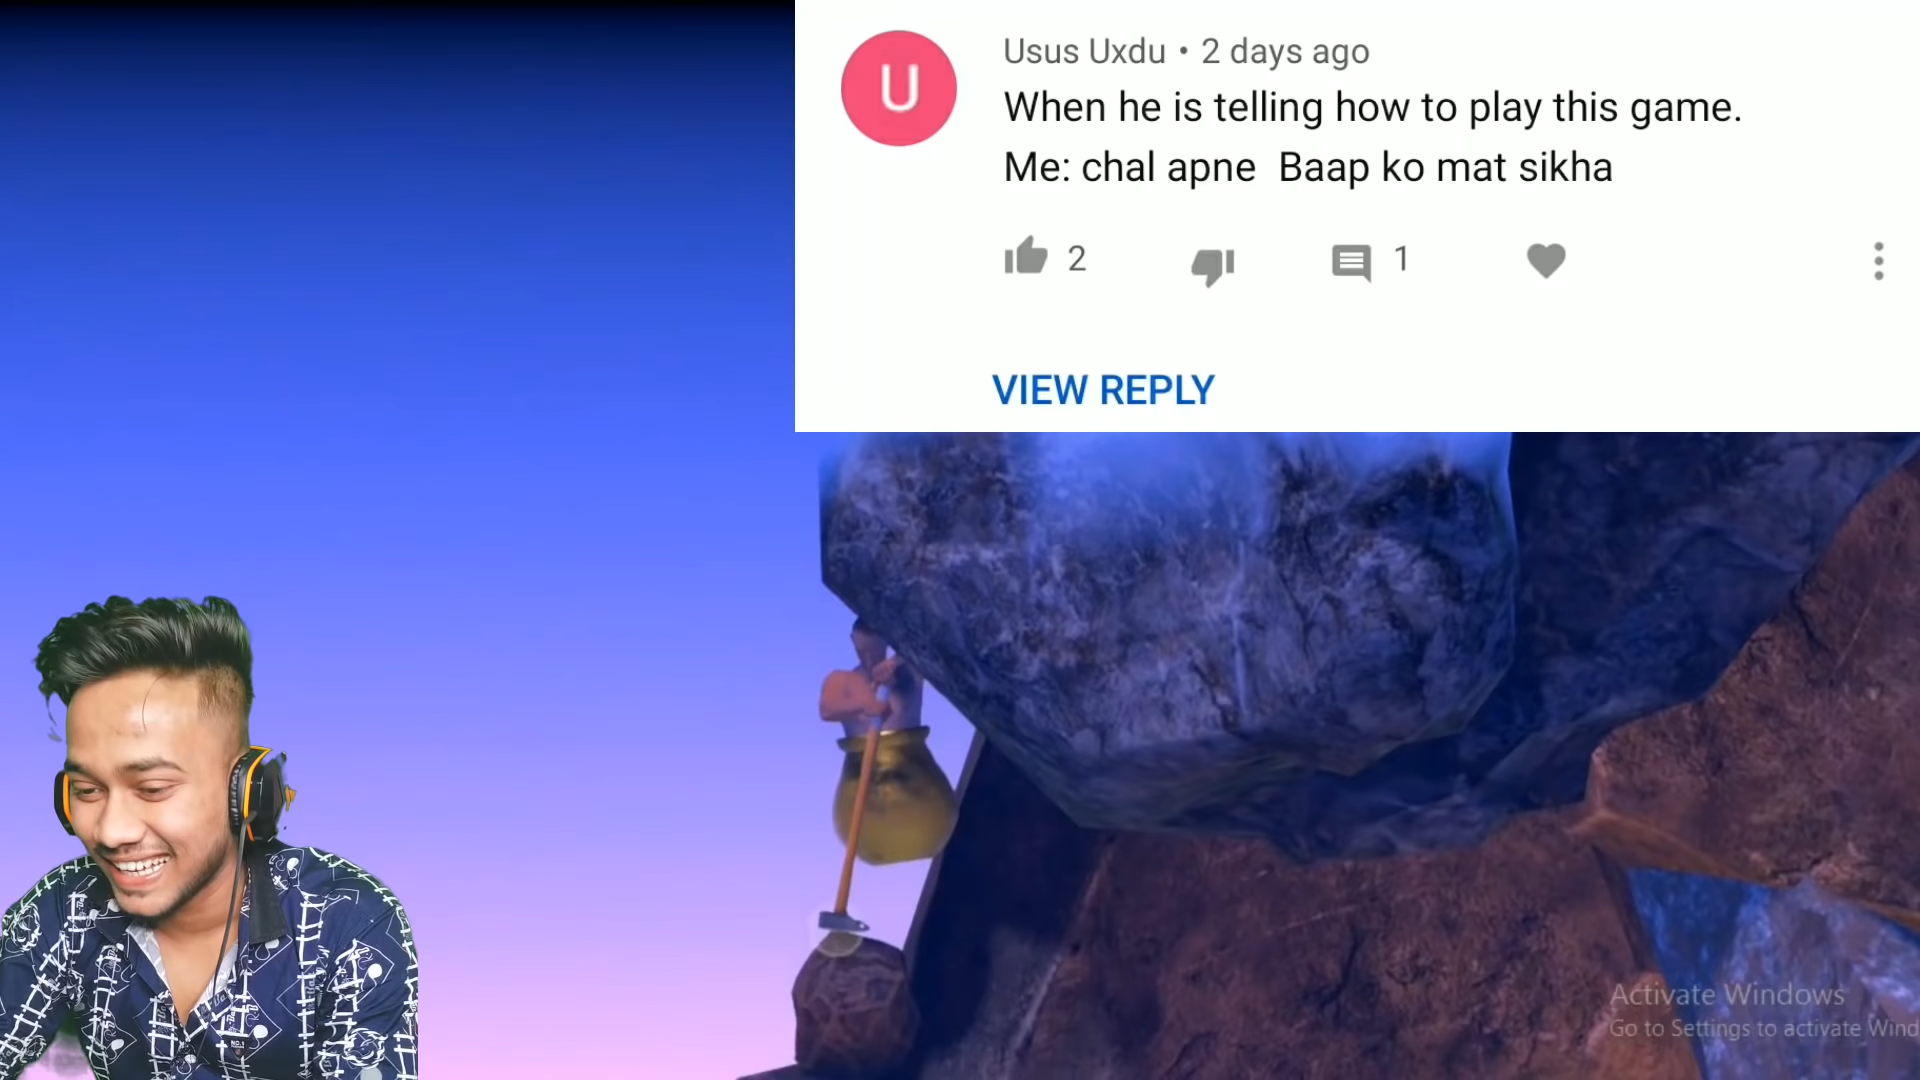 U
Usus Uxdu • 2 days ago
When he is telling how to play this game.
Me: chal apne Baap ko mat sikha
2
1
VIEW REPLY
Activate Windows
Go to Settings to activate Wind